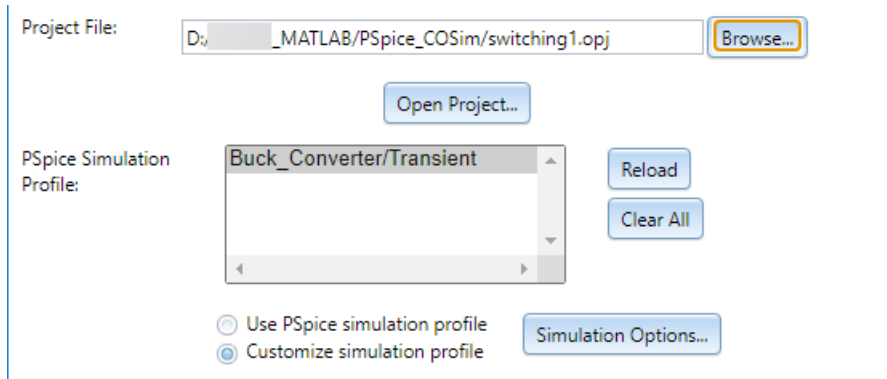 Project File:
D:/ _MATLAB/PSpice_COSim/switching1.opj
Browse...
Open Project...
PSpice Simulation
Profile:
Buck_Converter/Transient
Reload
Clear All
Use PSpice simulation profile
Customize simulation profile
Simulation Options...